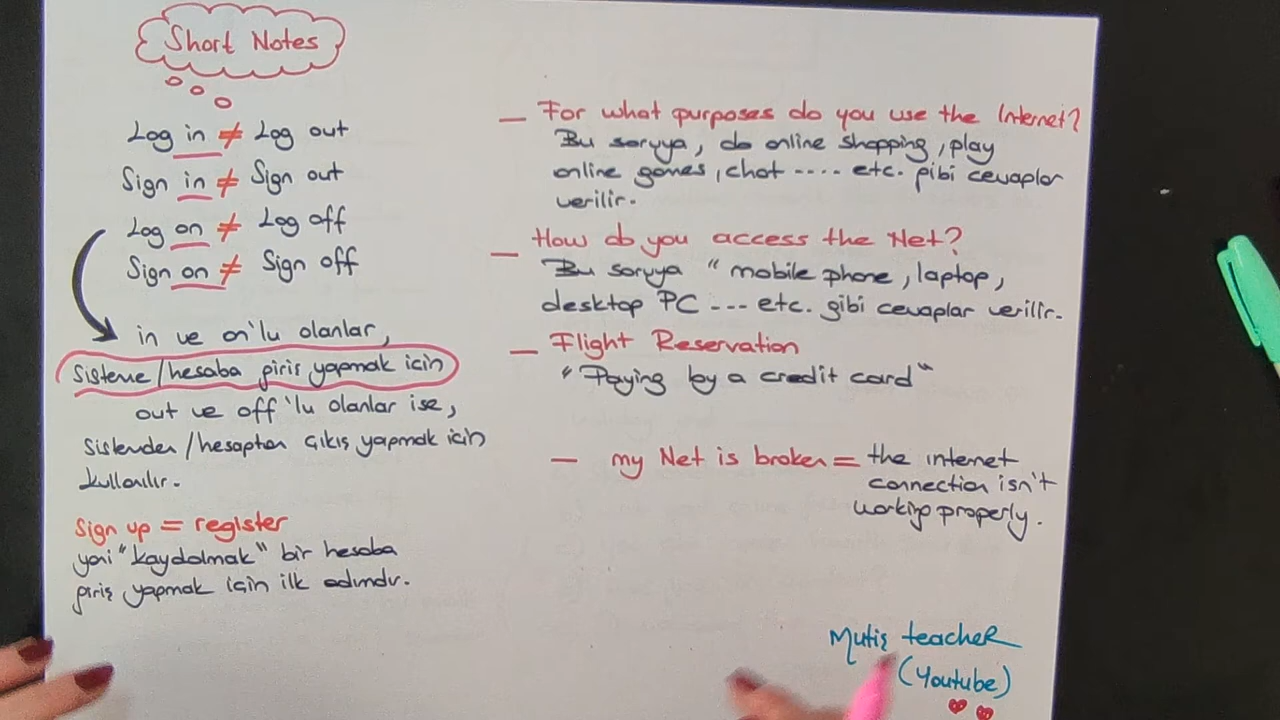 Short Notes
Log in ≠ Log out
Sign in ≠ Sign out
Log on ≠ Log off
Sign on ≠ Sign off
in ve on'lu olanlar,
Sisteme/hesaba giriş yapmak için
out ve off'lu olanlar ise,
Sistemden/hesaptan çıkış yapmak için
kullanılır.
Sign up = register
yani "kaydolmak" bir hesaba
giriş yapmak için ilk adımdır.
— For what purposes do you use the Internet?
Bu soruya, do online shopping, play
online games, chat .... etc. gibi cevaplar
verilir.
— How do you access the Net?
Bu soruya " mobile phone, laptop,
desktop PC --- etc. gibi cevaplar verilir.
— Flight Reservation
"Paying by a credit card"
— my Net is broken = the internet
connection isn't
working properly.
Mutiş teacher
(Youtube)